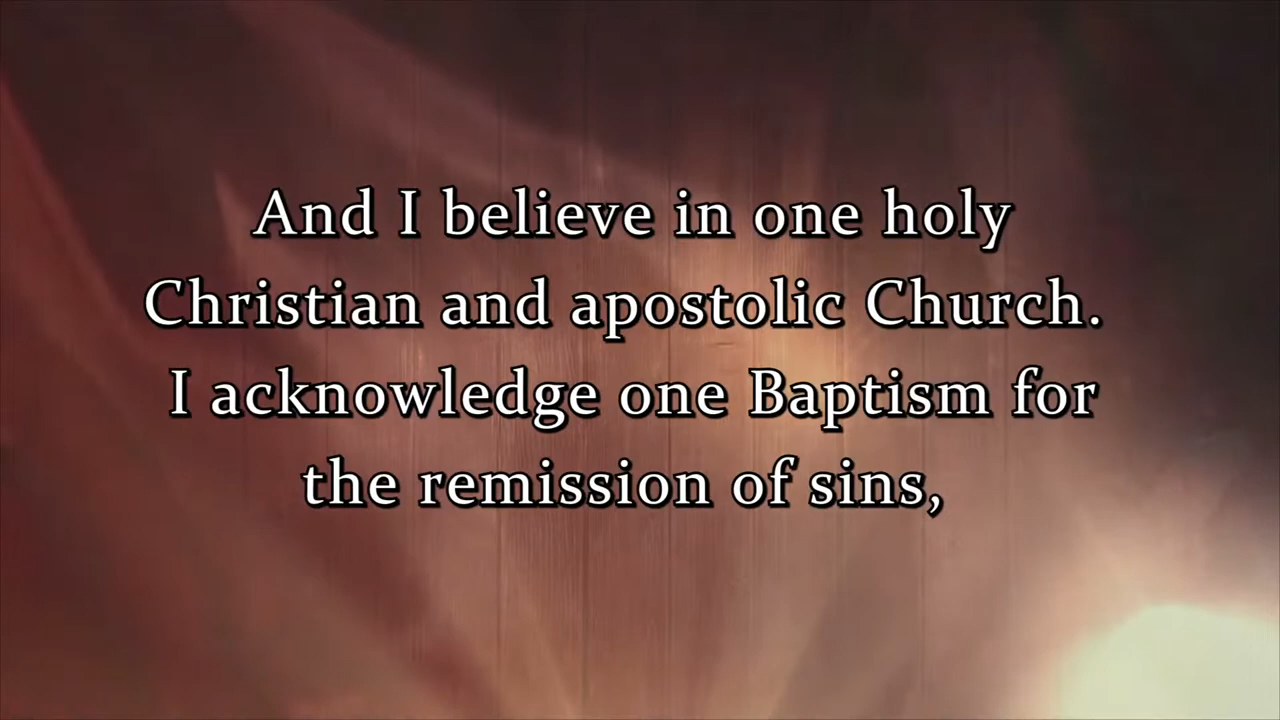 And I believe in one holy
Christian and apostolic Church.
I acknowledge one Baptism for
the remission of sins,